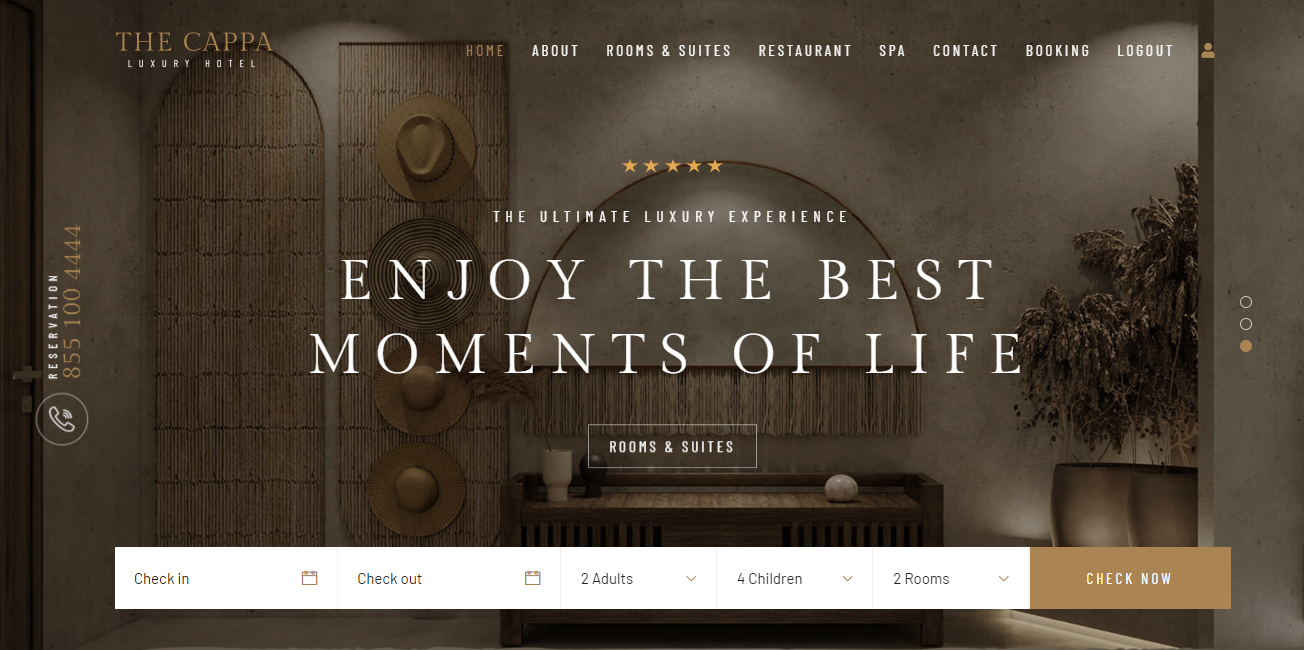 THE CAPPA
LUXURY HOTEL
HOME ABOUT ROOMS & SUITES RESTAURANT SPA CONTACT BOOKING LOGOUT
THE ULTIMATE LUXURY EXPERIENCE
ENJOY THE BEST
MOMENTS OF LIFE
RESERVATION
855 100 4444
ROOMS & SUITES
Check in Check out 2 Adults 4 Children 2 Rooms CHECK NOW